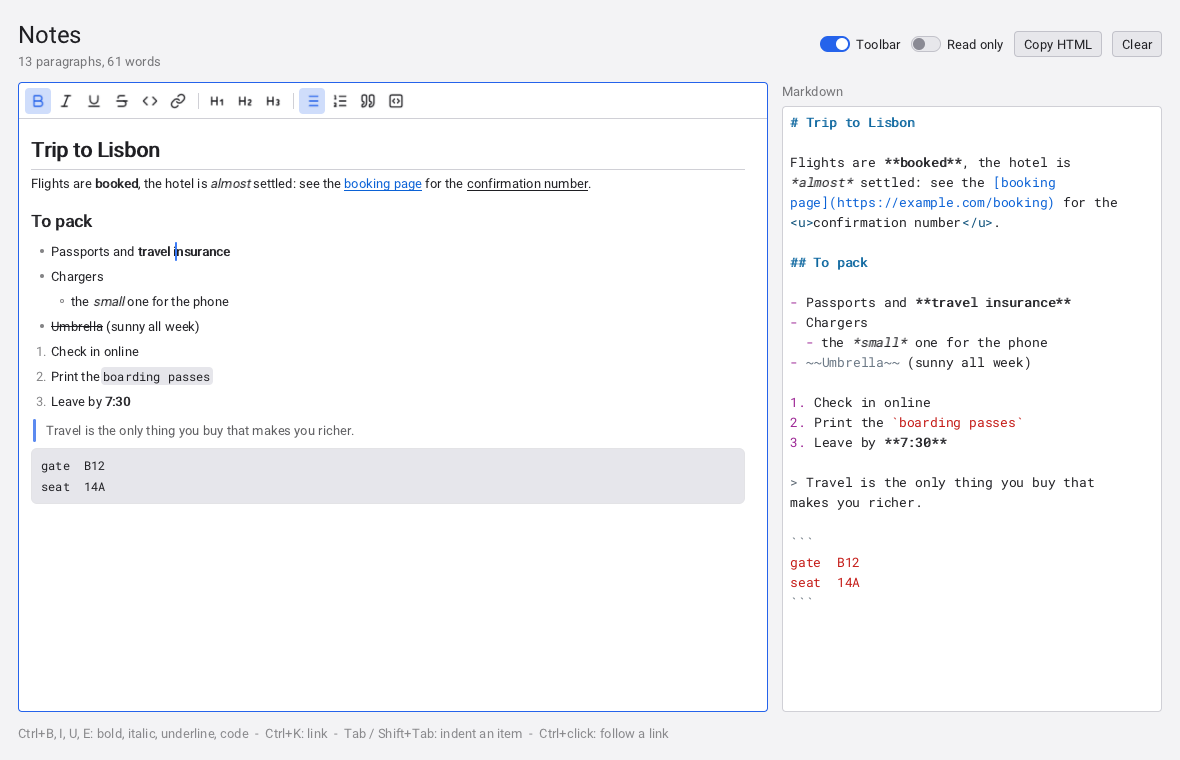 Notes
13 paragraphs, 61 words
Toolbar
Read only
Copy HTML
Clear
B I U S H1 H2 H3
Trip to Lisbon
Flights are booked, the hotel is almost settled: see the booking page for the confirmation number.
To pack
• Passports and travel insurance
• Chargers
◦ the small one for the phone
• Umbrella (sunny all week)
1. Check in online
2. Print the boarding passes
3. Leave by 7:30
Travel is the only thing you buy that makes you richer.
gate  B12
seat  14A
Markdown
# Trip to Lisbon
Flights are **booked**, the hotel is
*almost* settled: see the [booking
page](https://example.com/booking) for the
<u>confirmation number</u>.
## To pack
- Passports and **travel insurance**
- Chargers
  - the *small* one for the phone
- ~~Umbrella~~ (sunny all week)
1. Check in online
2. Print the `boarding passes`
3. Leave by **7:30**
> Travel is the only thing you buy that
makes you richer.
```
gate  B12
seat  14A
```
Ctrl+B, I, U, E: bold, italic, underline, code - Ctrl+K: link - Tab / Shift+Tab: indent an item - Ctrl+click: follow a link